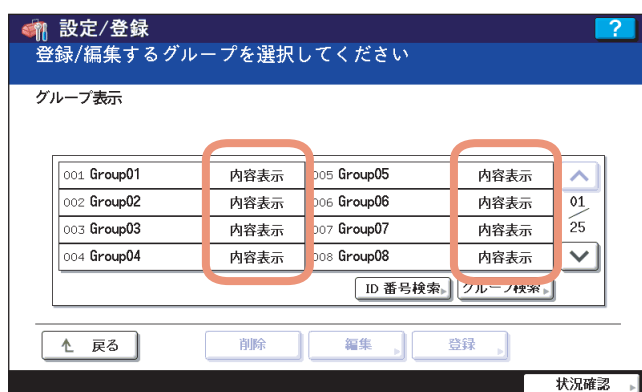 設定/登録 ?
登録/編集するグループを選択してください
グループ表示
001 Group01 内容表示 005 Group05 内容表示
002 Group02 内容表示 006 Group06 内容表示 01
003 Group03 内容表示 007 Group07 内容表示 25
004 Group04 内容表示 008 Group08 内容表示
ID 番号検索 グループ検索
戻る 削除 編集 登録
状況確認